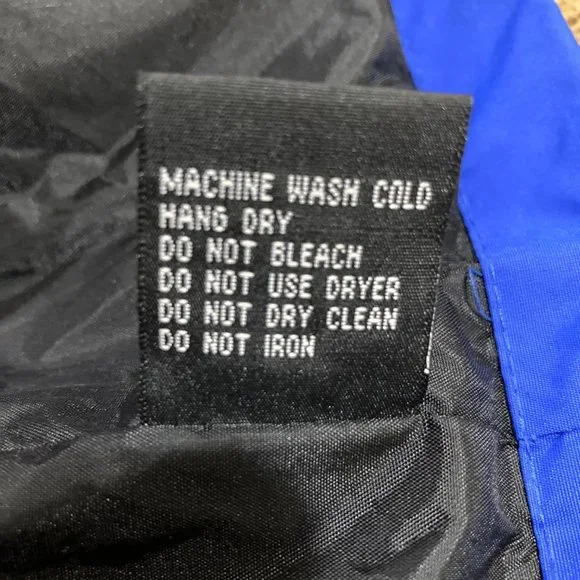 MACHINE WASH COLD
HANG DRY
DO NOT BLEACH
DO NOT USE DRYER
DO NOT DRY CLEAN
DO NOT IRON